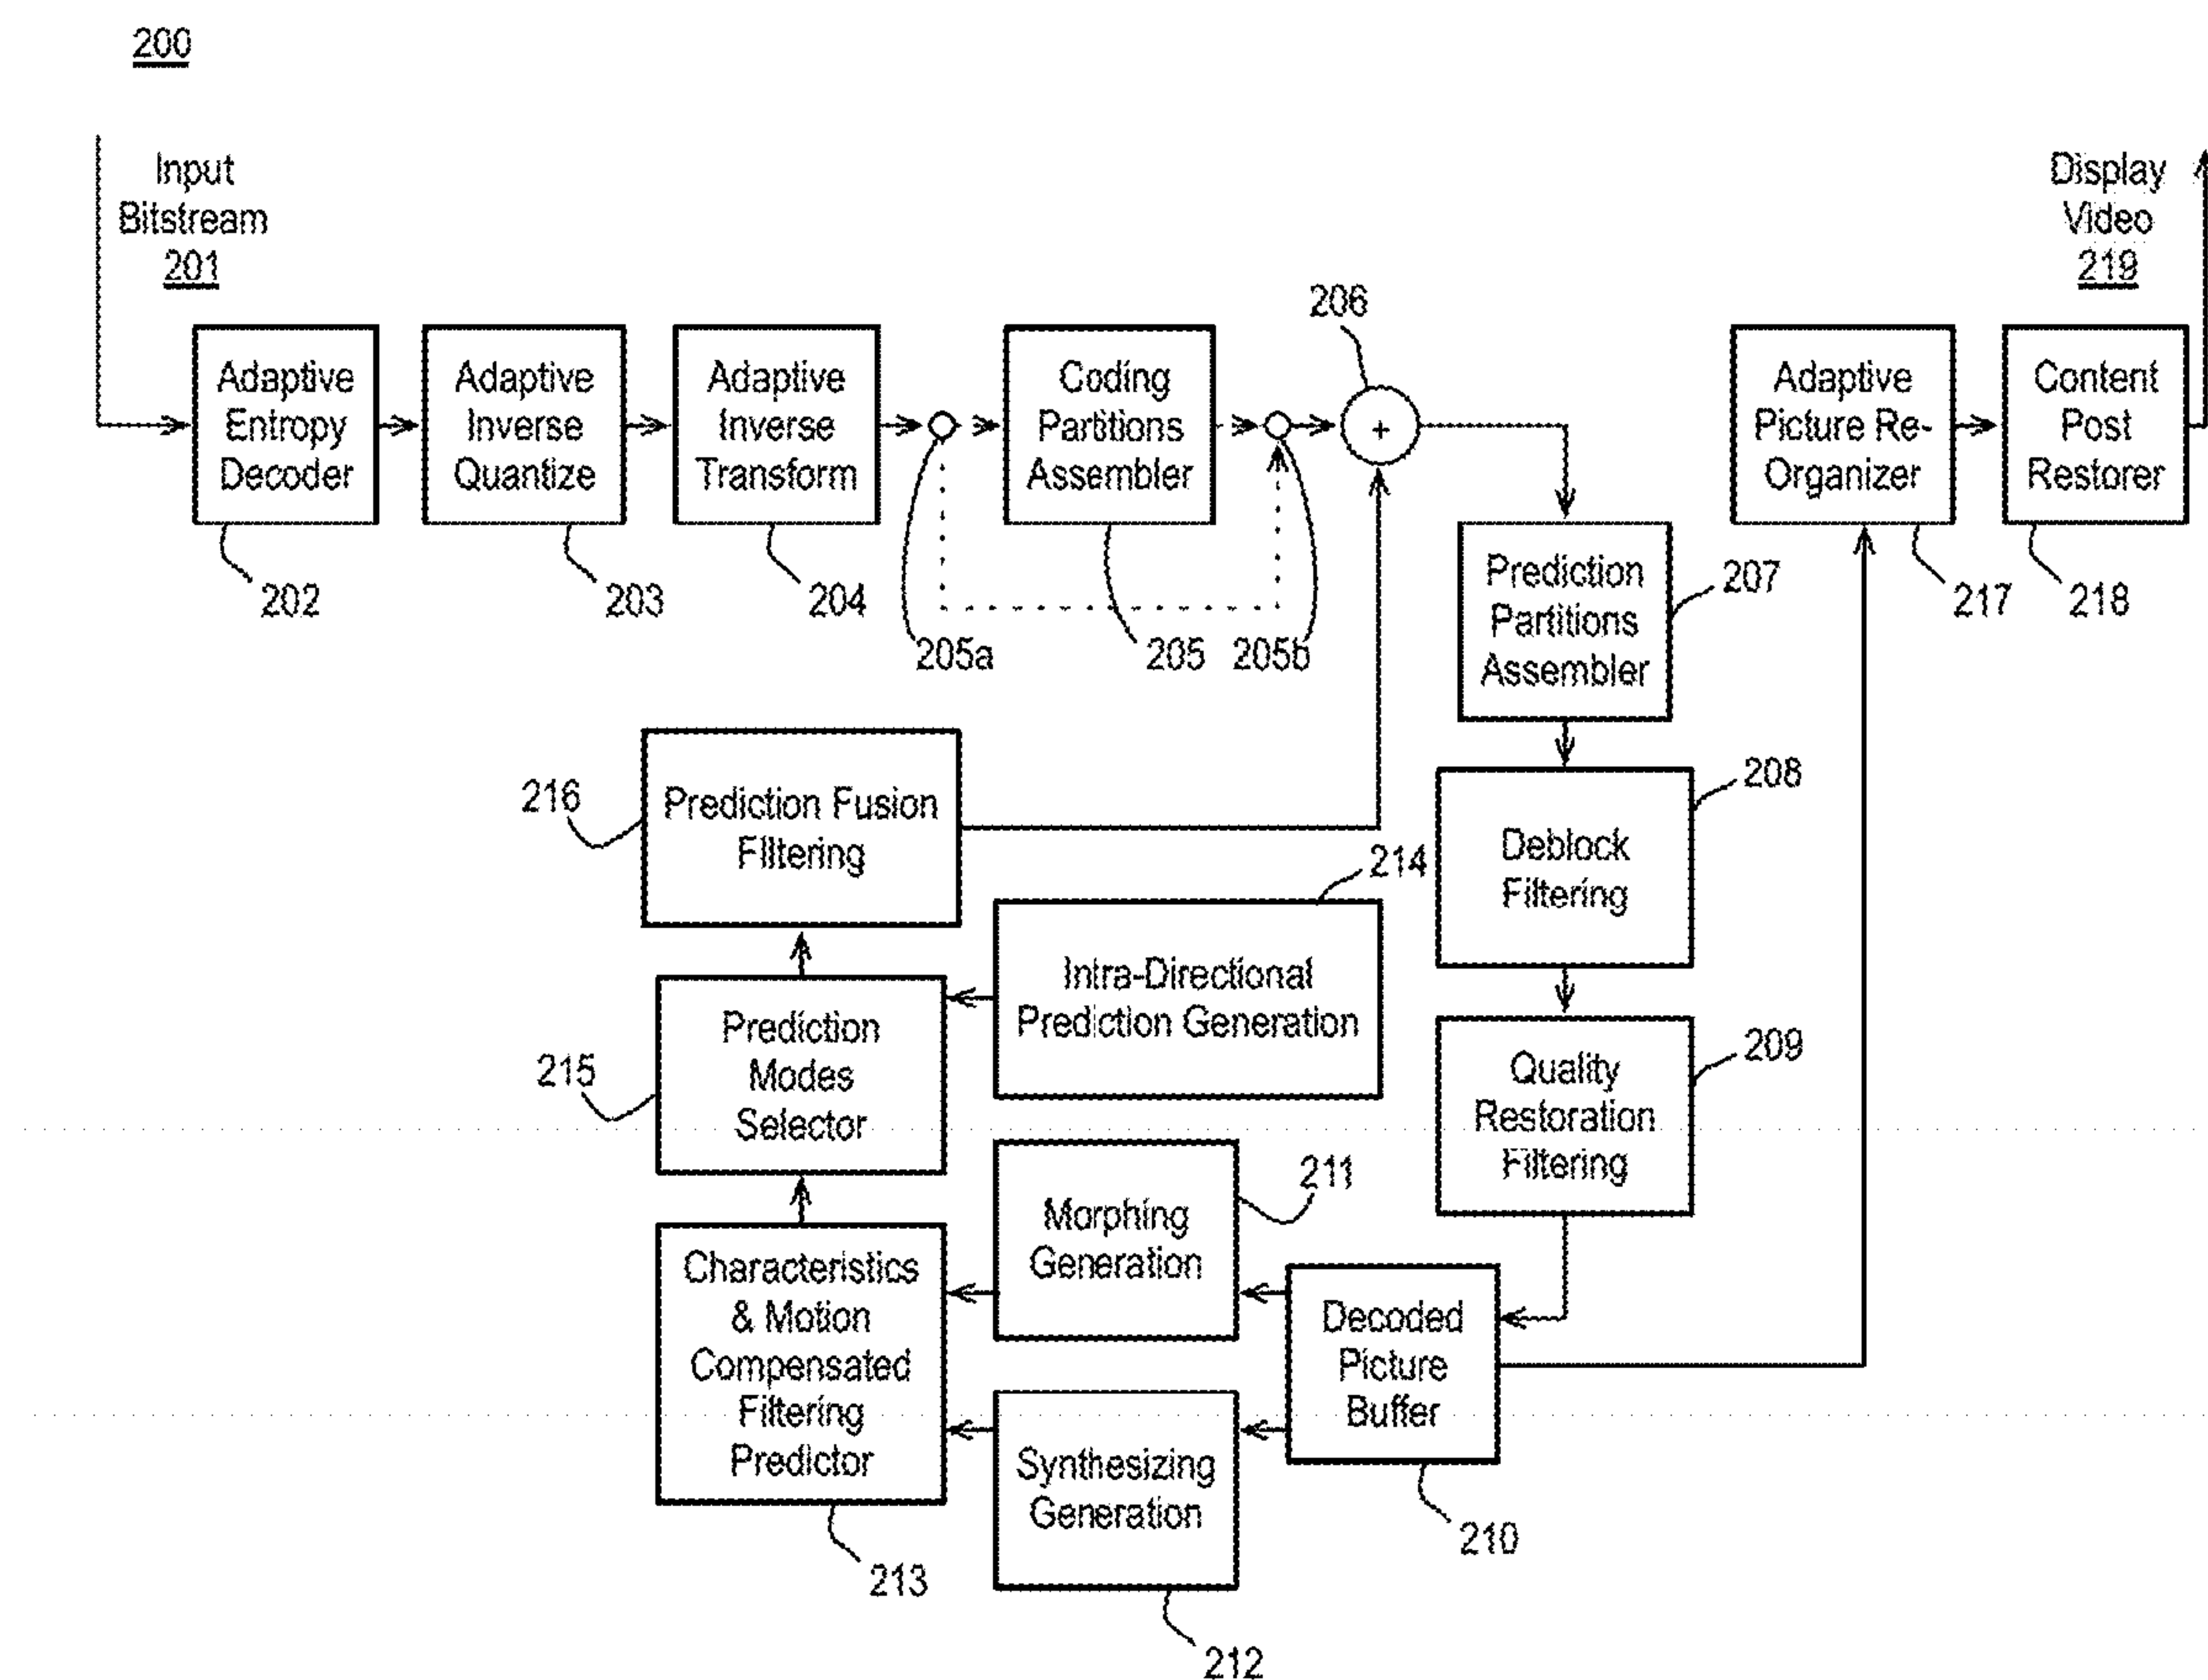 200
Input
Bitstream
201
Display
Video
219
206
Adaptive
Entropy
Decoder
Adaptive
Inverse
Quantize
Adaptive
Inverse
Transform
Coding
Partitions
Assembler
+
Adaptive
Picture Re-
Organizer
Content
Post
Restorer
202
203
204
205a
205
205b
Prediction
Partitions
Assembler
207
217
218
216
Prediction Fusion
Filtering
208
Deblock
Filtering
214
Intra-Directional
Prediction Generation
215
Prediction
Modes
Selector
209
Quality
Restoration
Filtering
211
Morphing
Generation
Characteristics
& Motion
Compensated
Filtering
Predictor
Decoded
Picture
Buffer
Synthesizing
Generation
210
213
212